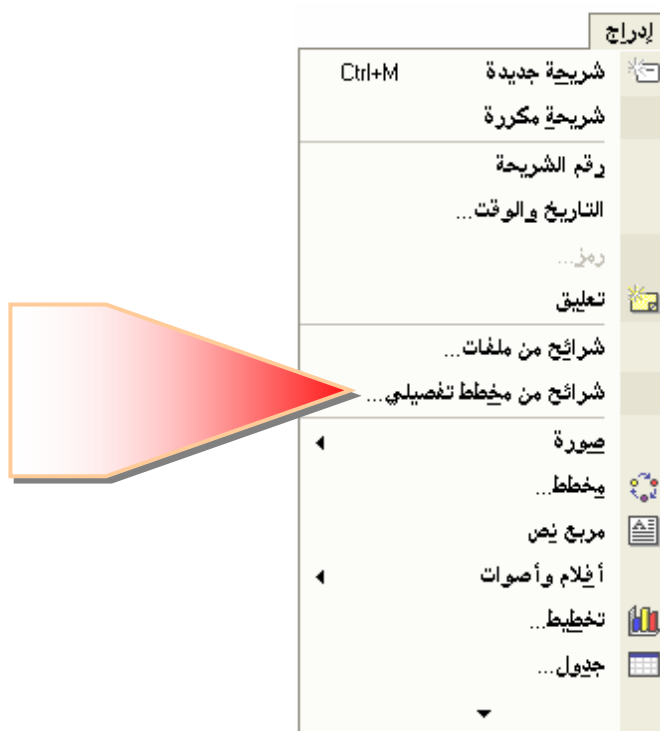 إدراج
شريحة جديدة Ctrl+M
شريحة مكررة
رقم الشريحة
التاريخ والوقت...
رمز...
تعليق
شرائح من ملفات...
شرائح من مخطط تفصيلي...
صورة
مخطط...
مربع نص
أفلام وأصوات
تخطيط...
جدول...